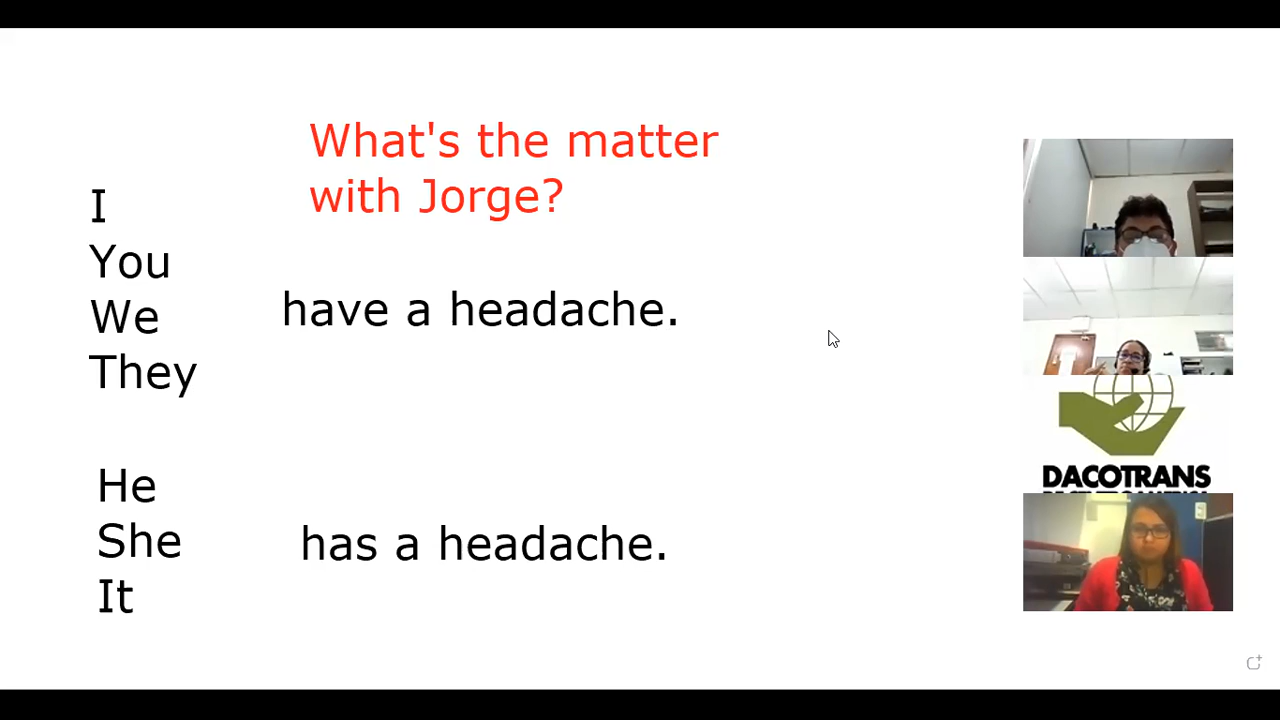 What's the matter
with Jorge?
I
You
We
They
have a headache.
He
She
It
has a headache.
DACOTRANS